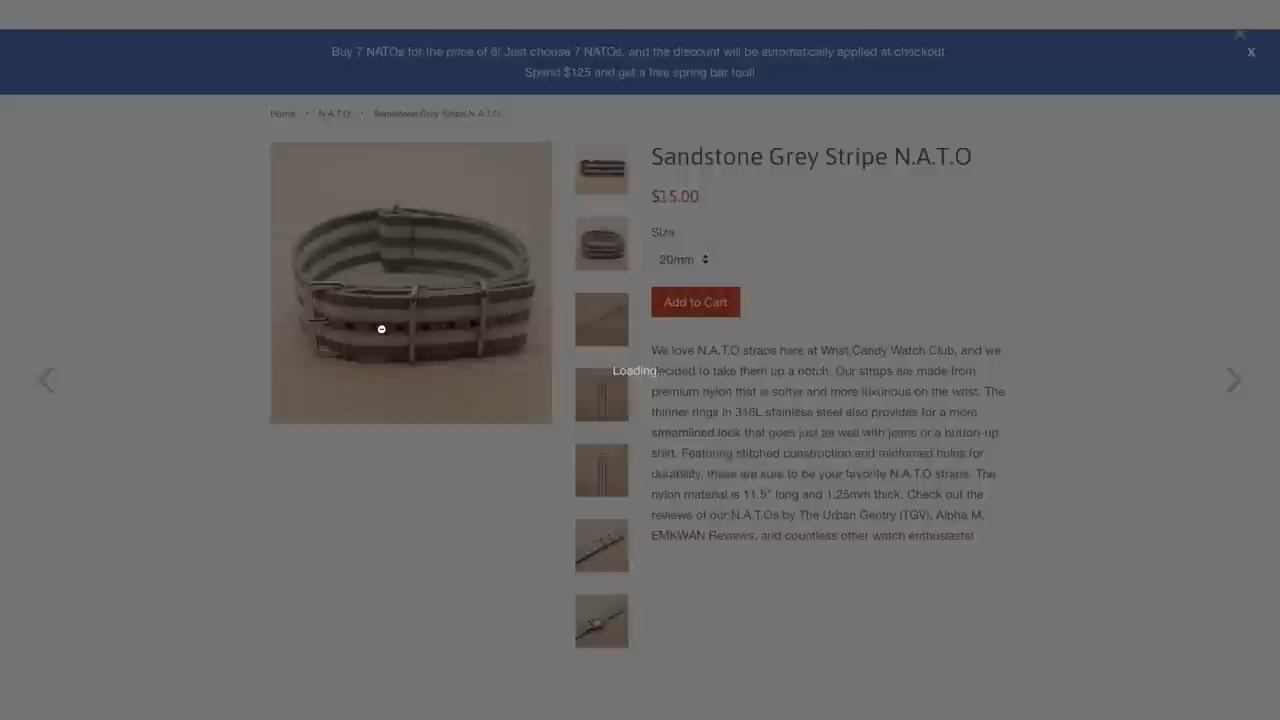 Buy 7 NATOs for the price of 6! Just choose 7 NATOs, and the discount will be automatically applied at checkout.
Spend $125 and get a free spring bar tool!
X
Home • N.A.T.O • Sandstone Grey Stripe N.A.T.O
Sandstone Grey Stripe N.A.T.O
$15.00
Size
20mm
Add to Cart
We love N.A.T.O straps here at Wrist Candy Watch Club, and we
decided to take them up a notch. Our straps are made from
premium nylon that is softer and more luxurious on the wrist. The
thinner rings in 316L stainless steel also provides for a more
streamlined look that goes just as well with jeans or a button-up
shirt. Featuring stitched construction and reinforced holes for
durability, these are sure to be your favorite N.A.T.O straps. The
nylon material is 11.5" long and 1.25mm thick. Check out the
reviews of our N.A.T.Os by The Urban Gentry (TGV), Alpha M,
EMKWAN Reviews, and countless other watch enthusiasts!
Loading...